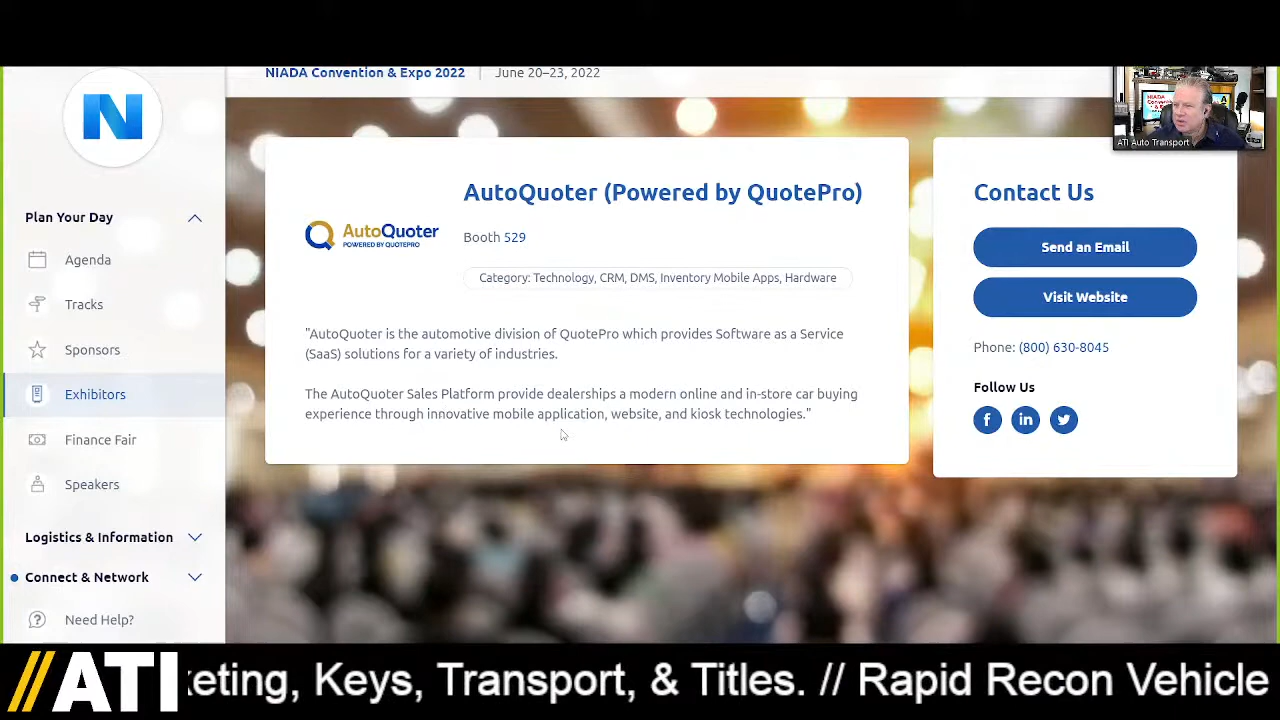 NIADA Convention & Expo 2022 | June 20–23, 2022
N
Plan Your Day
Agenda
Tracks
Sponsors
Exhibitors
Finance Fair
Speakers
Logistics & Information
Connect & Network
Need Help?
AutoQuoter (Powered by QuotePro)
AutoQuoter
POWERED BY QUOTEPRO
Booth 529
Category: Technology, CRM, DMS, Inventory Mobile Apps, Hardware
"AutoQuoter is the automotive division of QuotePro which provides Software as a Service
(SaaS) solutions for a variety of industries.
The AutoQuoter Sales Platform provide dealerships a modern online and in-store car buying
experience through innovative mobile application, website, and kiosk technologies."
Contact Us
Send an Email
Visit Website
Phone: (800) 630-8045
Follow Us
ATI Auto Transport
//ATI
keting, Keys, Transport, & Titles. // Rapid Recon Vehicle